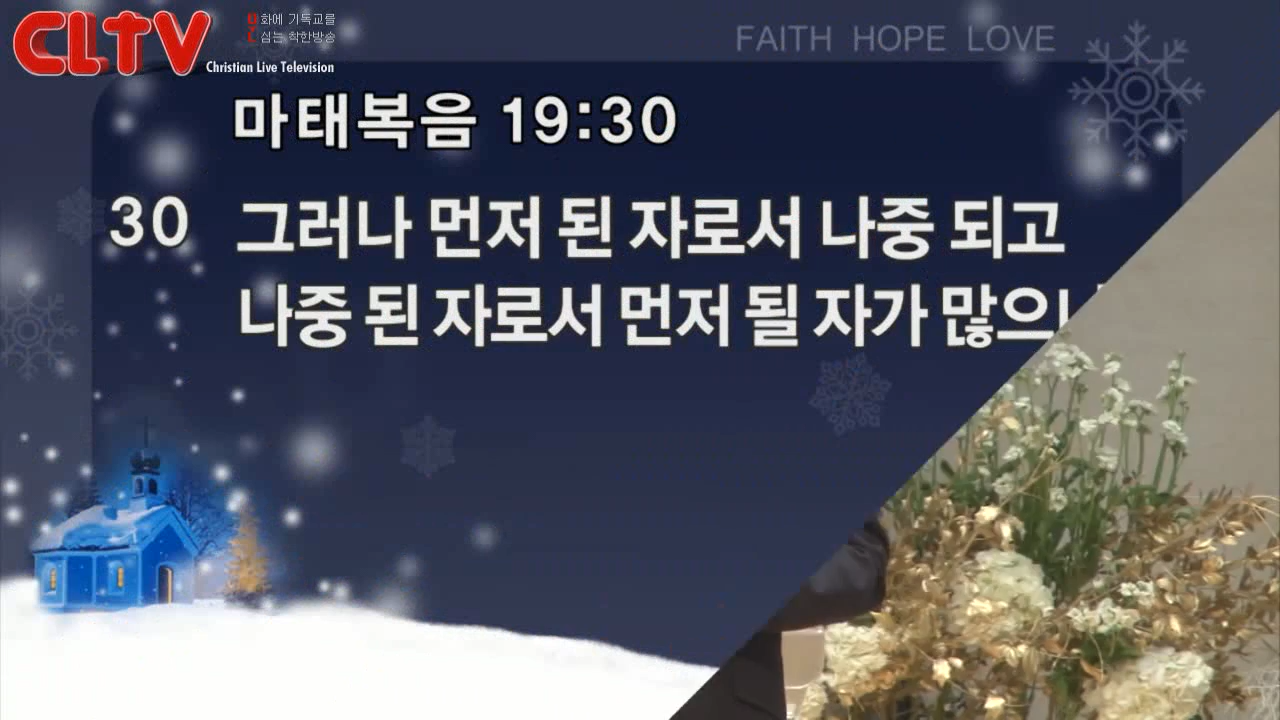 CLTV
화에 기독교를
심는 착한방송
Christian Live Television
FAITH HOPE LOVE
마태복음 19:30
30 그러나 먼저 된 자로서 나중 되고
나중 된 자로서 먼저 될 자가 많으